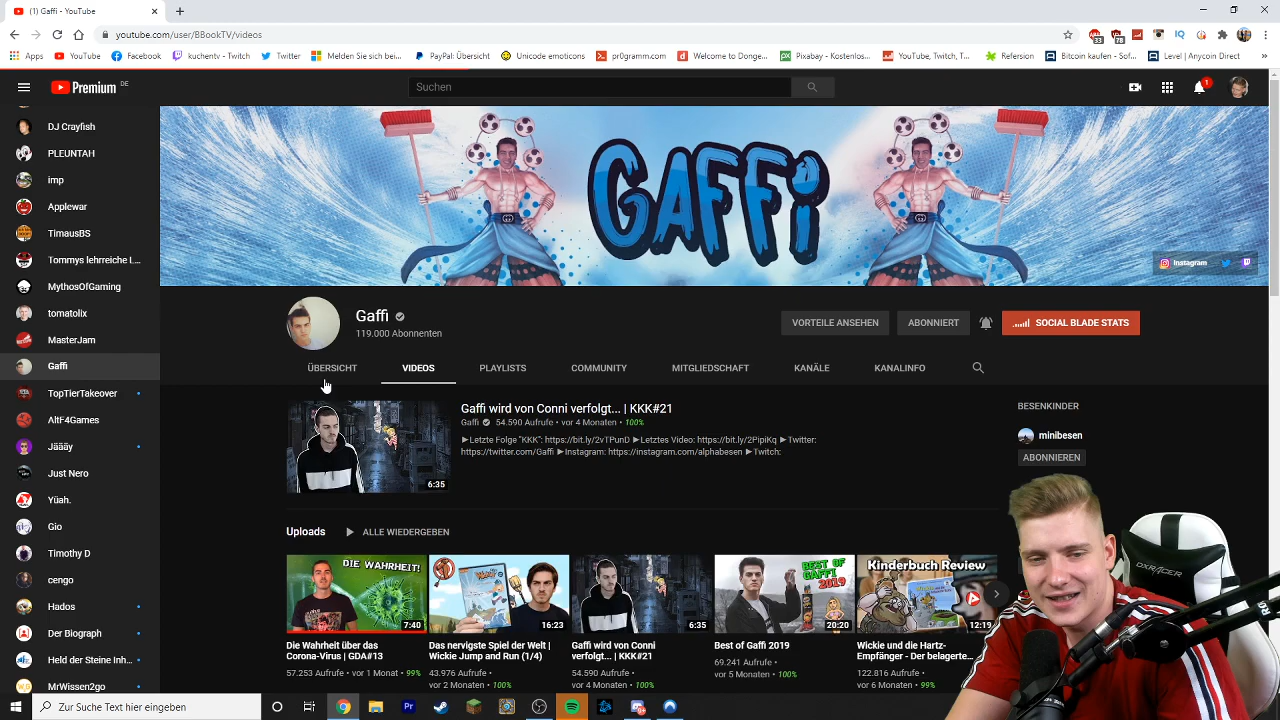 (1) Gaffi - YouTube
youtube.com/user/BBookTV/videos
Apps
YouTube
Facebook
kuchentv - Twitch
Twitter
Melden Sie sich bei...
PayPal Übersicht
Unicode emoticons
pr0gramm.com
Welcome to Donge...
Pixabay - Kostenlos...
YouTube, Twitch, T...
Refersion
Bitcoin kaufen - Sof...
Level | Anycoin Direct
Premium DE
Suchen
1
DJ Crayfish
PLEUNTAH
imp
Applewar
TimausBS
Tommys lehrreiche L...
MythosOfGaming
tomatolix
MasterJam
Gaffi
TopTierTakeover
AltF4Games
Jäääy
Just Nero
Yüah.
Gio
Timothy D
Cengo
Hados
Der Biograph
Held der Steine Inh...
MrWissen2go
GAFFi
Instagram
Gaffi
119.000 Abonnenten
VORTEILE ANSEHEN
ABONNIERT
SOCIAL BLADE STATS
ÜBERSICHT
VIDEOS
PLAYLISTS
COMMUNITY
MITGLIEDSCHAFT
KANÄLE
KANALINFO
6:35
Gaffi wird von Conni verfolgt... | KKK#21
Gaffi 54.590 Aufrufe • vor 4 Monaten • 100%
►Letzte Folge "KKK": https://bit.ly/2vTPunD ►Letztes Video: https://bit.ly/2PipiKq ►Twitter:
https://twitter.com/Gaffi ►Instagram: https://instagram.com/alphabesen ►Twitch:
BESENKINDER
minibesen
ABONNIEREN
Uploads
ALLE WIEDERGEBEN
DIE WAHRHEIT!
7:40
Die Wahrheit über das
Corona-Virus | GDA#13
57.253 Aufrufe • vor 1 Monat • 99%
16:23
Das nervigste Spiel der Welt |
Wickie Jump and Run (1/4)
43.976 Aufrufe •
vor 2 Monaten • 100%
6:35
Gaffi wird von Conni
verfolgt... | KKK#21
54.590 Aufrufe •
vor 4 Monaten • 100%
BEST OF
GAFFI
2019
20:20
Best of Gaffi 2019
69.241 Aufrufe •
vor 5 Monaten • 100%
Kinderbuch Review
12:19
Wickie und die Hartz-
Empfänger - Der belagerte...
122.816 Aufrufe •
vor 6 Monaten • 99%
DXRACER
Zur Suche Text hier eingeben